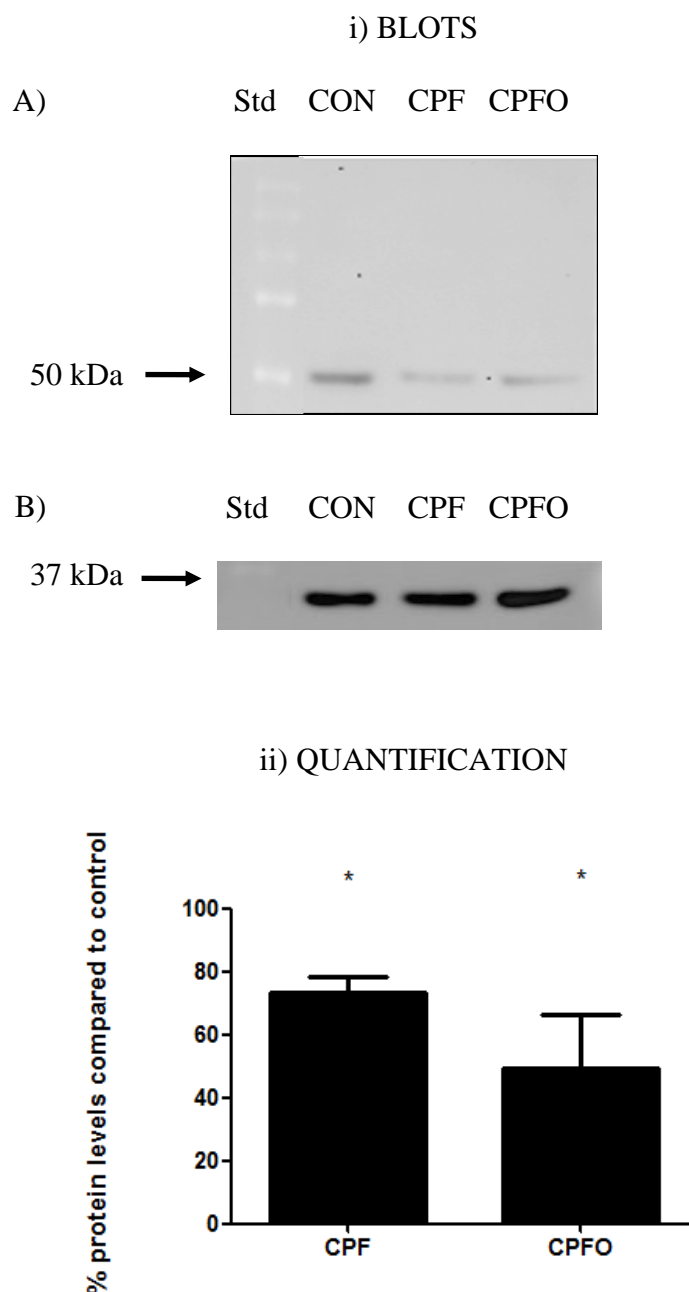 i) BLOTS
A) Std CON CPF CPFO
50 kDa
B) Std CON CPF CPFO
37 kDa
ii) QUANTIFICATION
% protein levels compared to control
* *
100
80
60
40
20
0
CPF CPFO